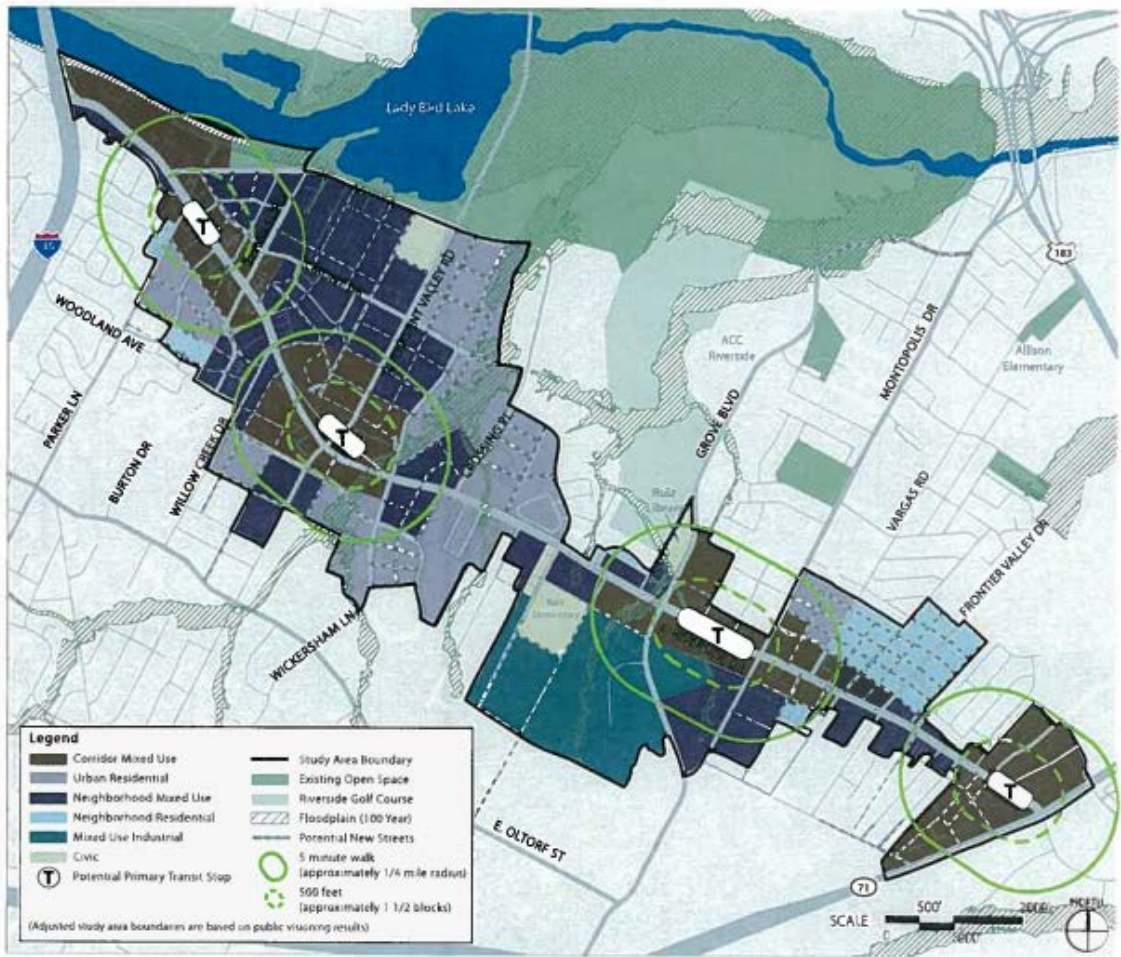 Lady Bird Lake
35
183
WOODLAND AVE
PARKER LN
BURTON DR
WILLOW CREEK DR
WICKERSHAM LN
CROSSING PL
GROVE BLVD
MONTOPOLIS DR
VARGAS RD
FRONTIER VALLEY DR
E. OLTORF ST
ACC
Riverside
Allison
Elementary
Ruiz
Library
Elementary
VALLEY RD
T
T
T
T
71
Legend
Corridor Mixed Use
Urban Residential
Neighborhood Mixed Use
Neighborhood Residential
Mixed Use Industrial
Civic
T Potential Primary Transit Stop
Study Area Boundary
Existing Open Space
Riverside Golf Course
Floodplain (100 Year)
Potential New Streets
5 minute walk
(approximately 1/4 mile radius)
500 feet
(approximately 1 1/2 blocks)
(Adjusted study area boundaries are based on public visioning results)
SCALE
0
500'
2000'
NORTH